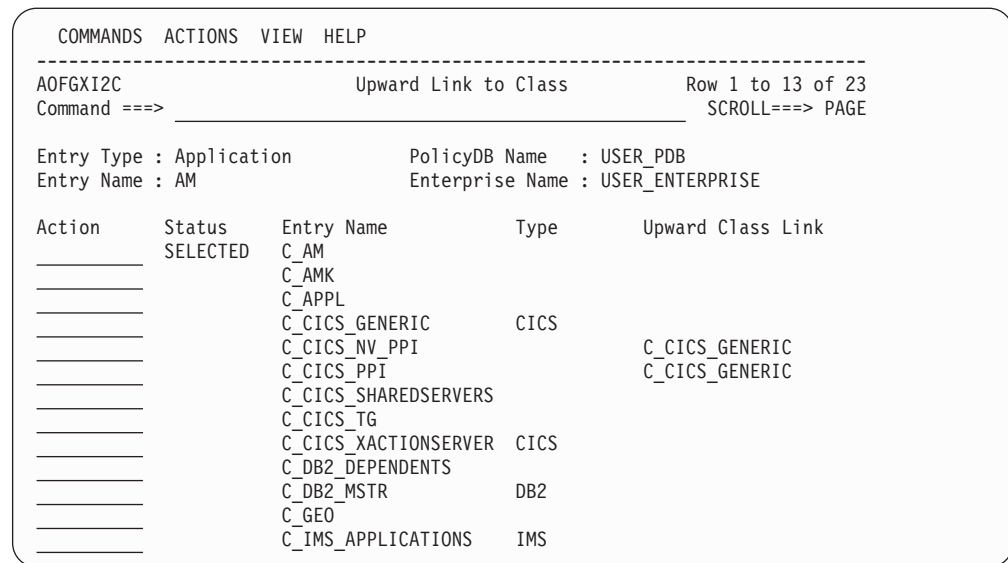 COMMANDS ACTIONS VIEW HELP
-------------------------------------------------------------------------------
AOFGXI2C Upward Link to Class Row 1 to 13 of 23
Command ===> SCROLL===> PAGE
Entry Type : Application PolicyDB Name : USER_PDB
Entry Name : AM Enterprise Name : USER_ENTERPRISE
Action Status Entry Name Type Upward Class Link
SELECTED C_AM
C_AMK
C_APPL
C_CICS_GENERIC CICS
C_CICS_NV_PPI C_CICS_GENERIC
C_CICS_PPI C_CICS_GENERIC
C_CICS_SHAREDSERVERS
C_CICS_TG
C_CICS_XACTIONSERVER CICS
C_DB2_DEPENDENTS
C_DB2_MSTR DB2
C_GEO
C_IMS_APPLICATIONS IMS